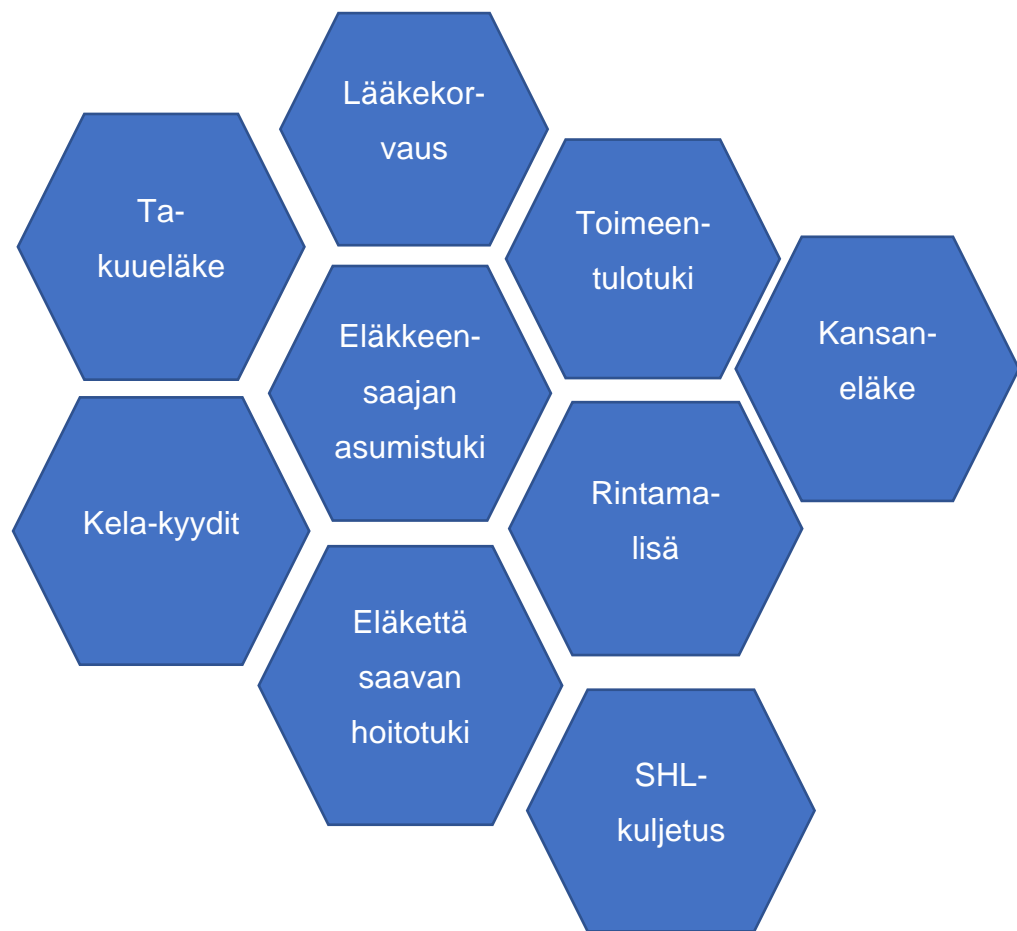 Lääkekor-
vaus
Ta-
kuueläke
Toimeen-
tulotuki
Kansan-
eläke
Eläkkeen-
saajan
asumistuki
Kela-kyydit
Rintama-
lisä
Eläkettä
saavan
hoitotuki
SHL-
kuljetus